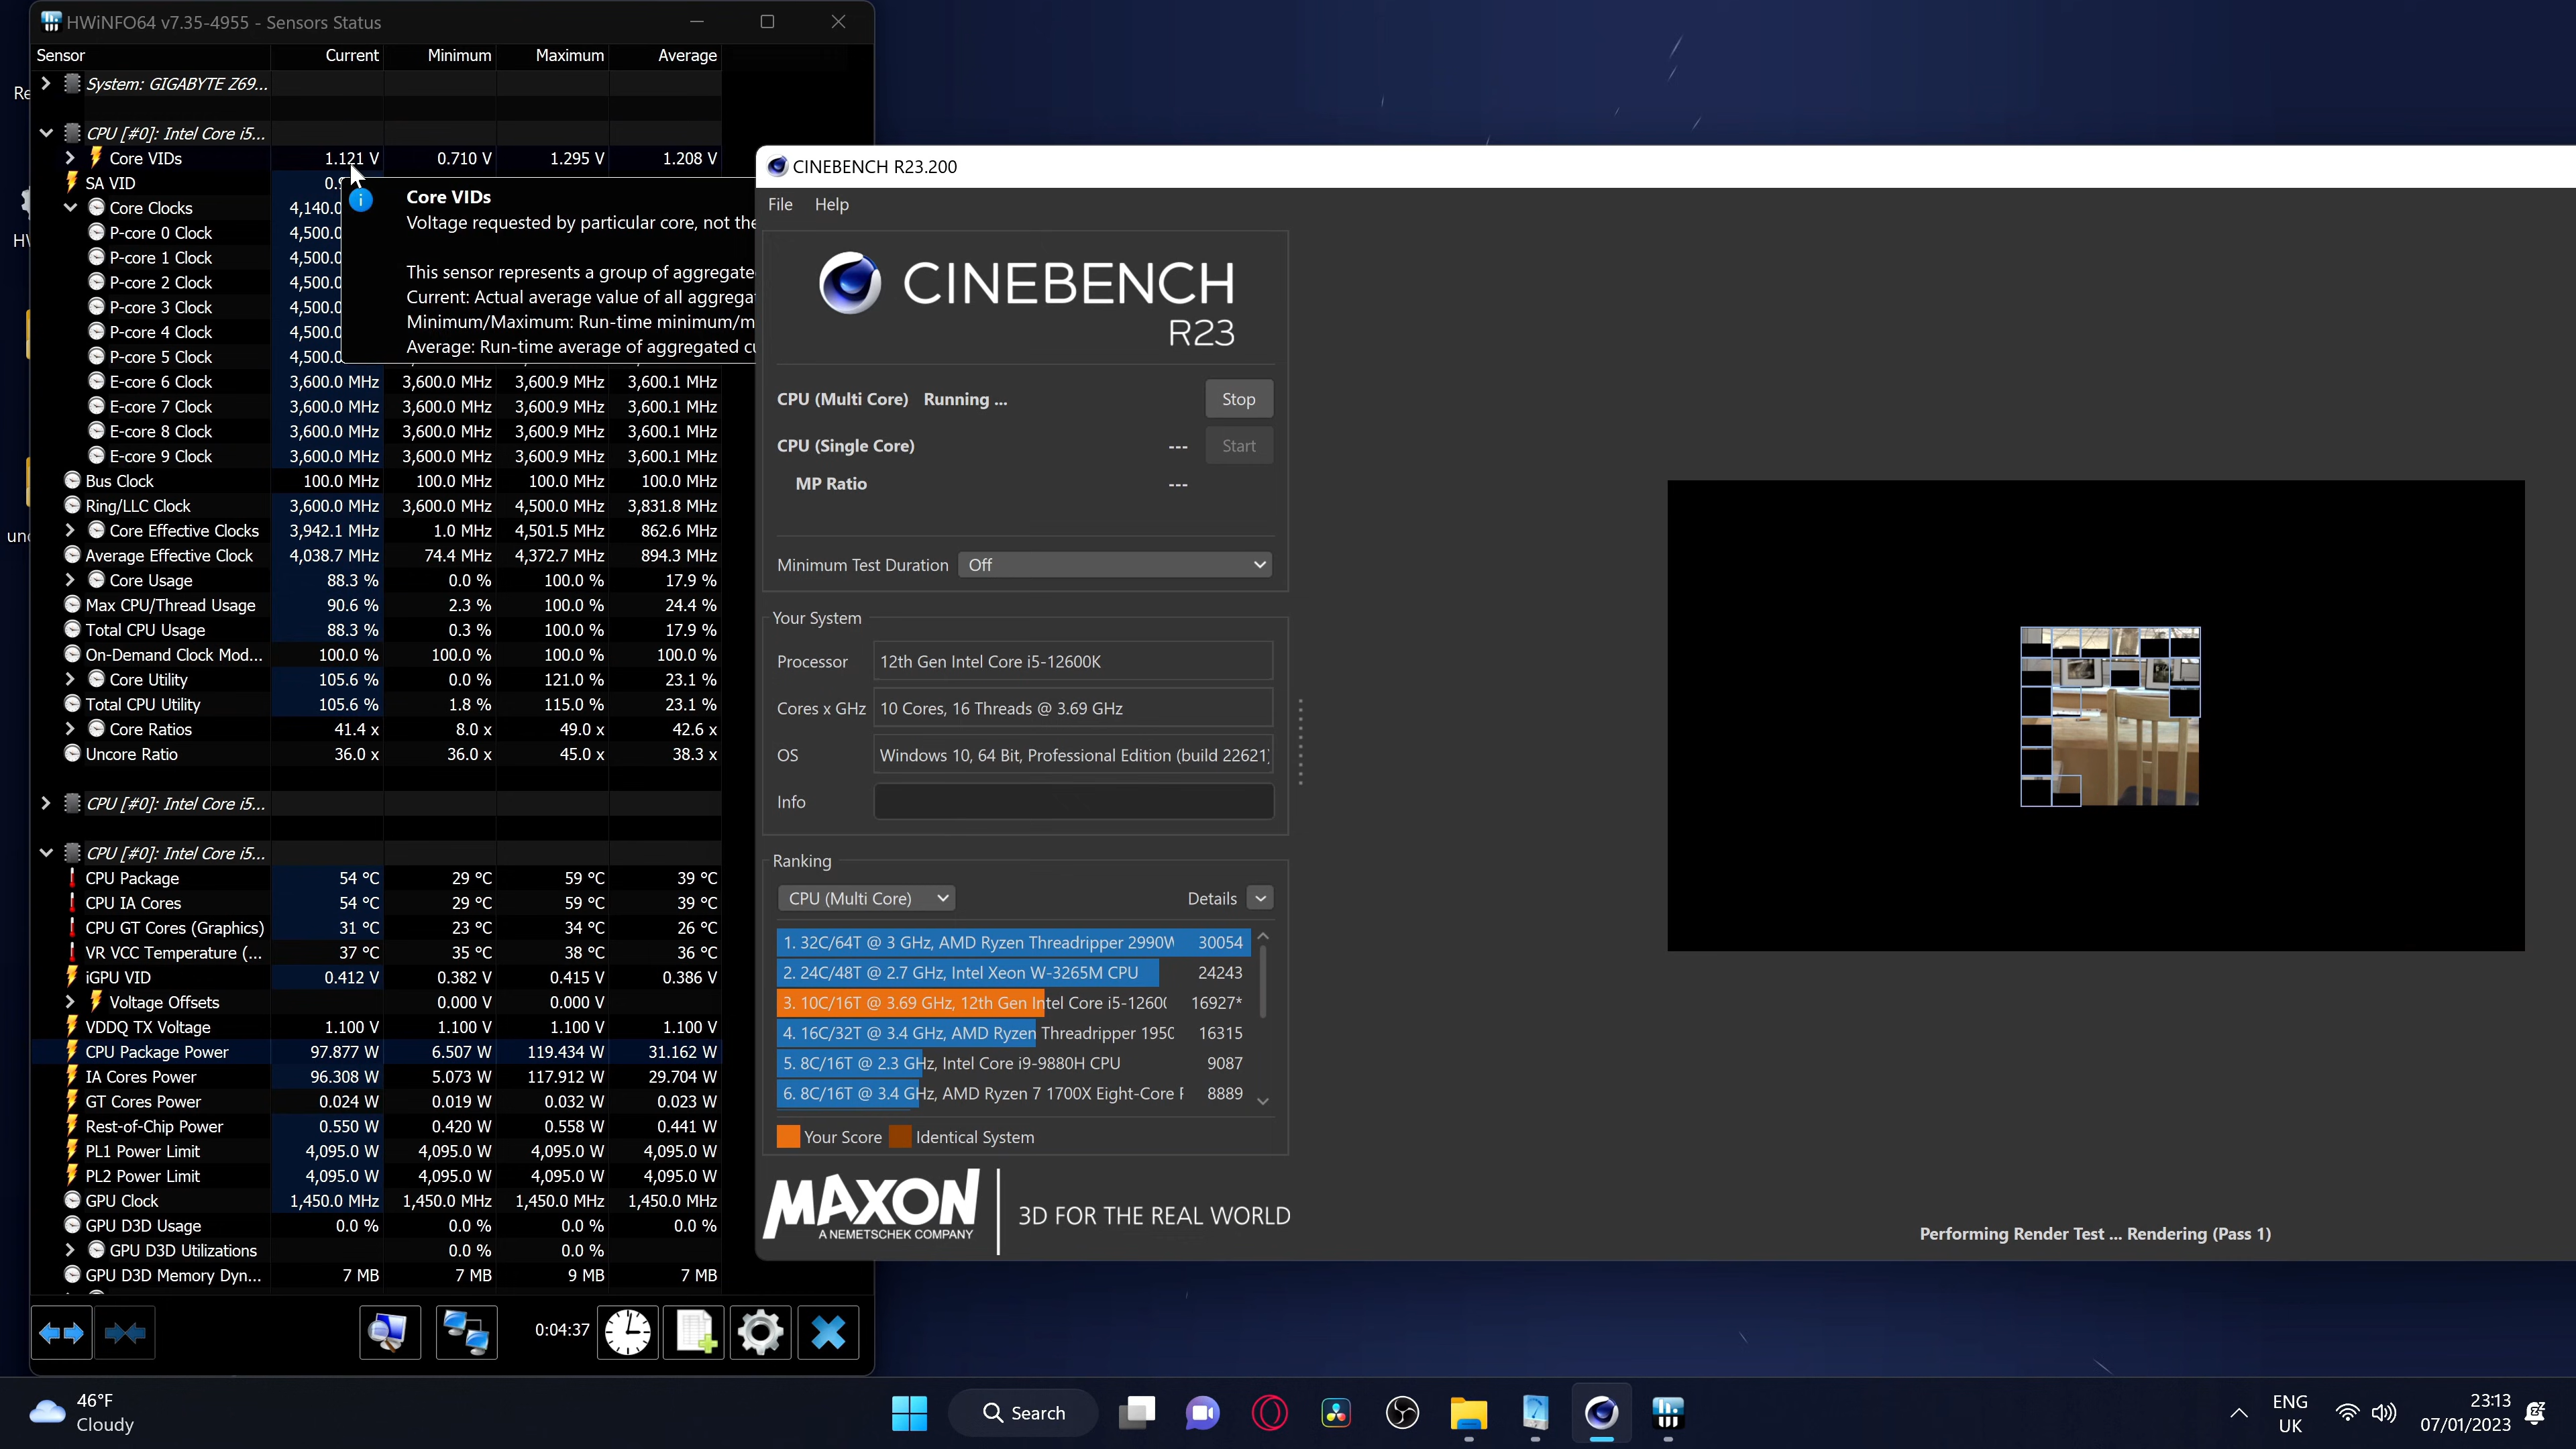 HWiNFO64 v7.35-4955 - Sensors Status
Sensor Current Minimum Maximum Average
System: GIGABYTE Z69...
CPU [#0]: Intel Core i5...
Core VIDs 1.121 V 0.710 V 1.295 V 1.208 V
SA VID
Core Clocks 4,140.0
P-core 0 Clock 4,500.0
P-core 1 Clock 4,500.0
P-core 2 Clock 4,500.0
P-core 3 Clock 4,500.0
P-core 4 Clock 4,500.0
P-core 5 Clock 4,500.0
Core VIDs
Voltage requested by particular core, not the
This sensor represents a group of
Current: Actual average value of all
Minimum/Maximum: Run-time
Average: Run-time average of aggregated
E-core 6 Clock 3,600.0 MHz 3,600.0 MHz 3,600.9 MHz 3,600.1 MHz
E-core 7 Clock 3,600.0 MHz 3,600.0 MHz 3,600.9 MHz 3,600.1 MHz
E-core 8 Clock 3,600.0 MHz 3,600.0 MHz 3,600.9 MHz 3,600.1 MHz
E-core 9 Clock 3,600.0 MHz 3,600.0 MHz 3,600.9 MHz 3,600.1 MHz
Bus Clock 100.0 MHz 100.0 MHz 100.0 MHz 100.0 MHz
Ring/LLC Clock 3,600.0 MHz 3,600.0 MHz 4,500.0 MHz 3,831.8 MHz
Core Effective Clocks 3,942.1 MHz 1.0 MHz 4,501.5 MHz 862.6 MHz
Average Effective Clock 4,038.7 MHz 74.4 MHz 4,372.7 MHz 894.3 MHz
Core Usage 88.3 % 0.0 % 100.0 % 17.9 %
Max CPU/Thread Usage 90.6 % 2.3 % 100.0 % 24.4 %
Total CPU Usage 88.3 % 0.3 % 100.0 % 17.9 %
On-Demand Clock Mod... 100.0 % 100.0 % 100.0 % 100.0 %
Core Utility 105.6 % 0.0 % 121.0 % 23.1 %
Total CPU Utility 105.6 % 1.8 % 115.0 % 23.1 %
Core Ratios 41.4 x 8.0 x 49.0 x 42.6 x
Uncore Ratio 36.0 x 36.0 x 45.0 x 38.3 x
CPU [#0]: Intel Core i5...
CPU [#0]: Intel Core i5...
CPU Package 54 °C 29 °C 59 °C 39 °C
CPU IA Cores 54 °C 29 °C 59 °C 39 °C
CPU GT Cores (Graphics) 31 °C 23 °C 34 °C 26 °C
VR VCC Temperature (... 37 °C 35 °C 38 °C 36 °C
iGPU VID 0.412 V 0.382 V 0.415 V 0.386 V
Voltage Offsets 0.000 V 0.000 V
VDDQ TX Voltage 1.100 V 1.100 V 1.100 V 1.100 V
CPU Package Power 97.877 W 6.507 W 119.434 W 31.162 W
IA Cores Power 96.308 W 5.073 W 117.912 W 29.704 W
GT Cores Power 0.024 W 0.019 W 0.032 W 0.023 W
Rest-of-Chip Power 0.550 W 0.420 W 0.558 W 0.441 W
PL1 Power Limit 4,095.0 W 4,095.0 W 4,095.0 W 4,095.0 W
PL2 Power Limit 4,095.0 W 4,095.0 W 4,095.0 W 4,095.0 W
GPU Clock 1,450.0 MHz 1,450.0 MHz 1,450.0 MHz 1,450.0 MHz
GPU D3D Usage 0.0 % 0.0 % 0.0 % 0.0 %
GPU D3D Utilizations 0.0 % 0.0 %
GPU D3D Memory Dyn... 7 MB 7 MB 9 MB 7 MB
0:04:37
CINEBENCH R23.200
File Help
CINEBENCH
R23
CPU (Multi Core) Running ... Stop
CPU (Single Core) --- Start
MP Ratio ---
Minimum Test Duration Off
Your System
Processor 12th Gen Intel Core i5-12600K
Cores x GHz 10 Cores, 16 Threads @ 3.69 GHz
OS Windows 10, 64 Bit, Professional Edition (build 22621)
Info
Ranking
CPU (Multi Core) Details
1. 32C/64T @ 3 GHz, AMD Ryzen Threadripper 2990W 30054
2. 24C/48T @ 2.7 GHz, Intel Xeon W-3265M CPU 24243
3. 10C/16T @ 3.69 GHz, 12th Gen Intel Core i5-1260 16927*
4. 16C/32T @ 3.4 GHz, AMD Ryzen Threadripper 195 16315
5. 8C/16T @ 2.3 GHz, Intel Core i9-9880H CPU 9087
6. 8C/16T @ 3.4 GHz, AMD Ryzen 7 1700X Eight-Core 8889
Your Score Identical System
MAXON
A NEMETSCHEK COMPANY
3D FOR THE REAL WORLD
Performing Render Test ... Rendering (Pass 1)
46°F
Cloudy
Search
ENG
UK
23:13
07/01/2023